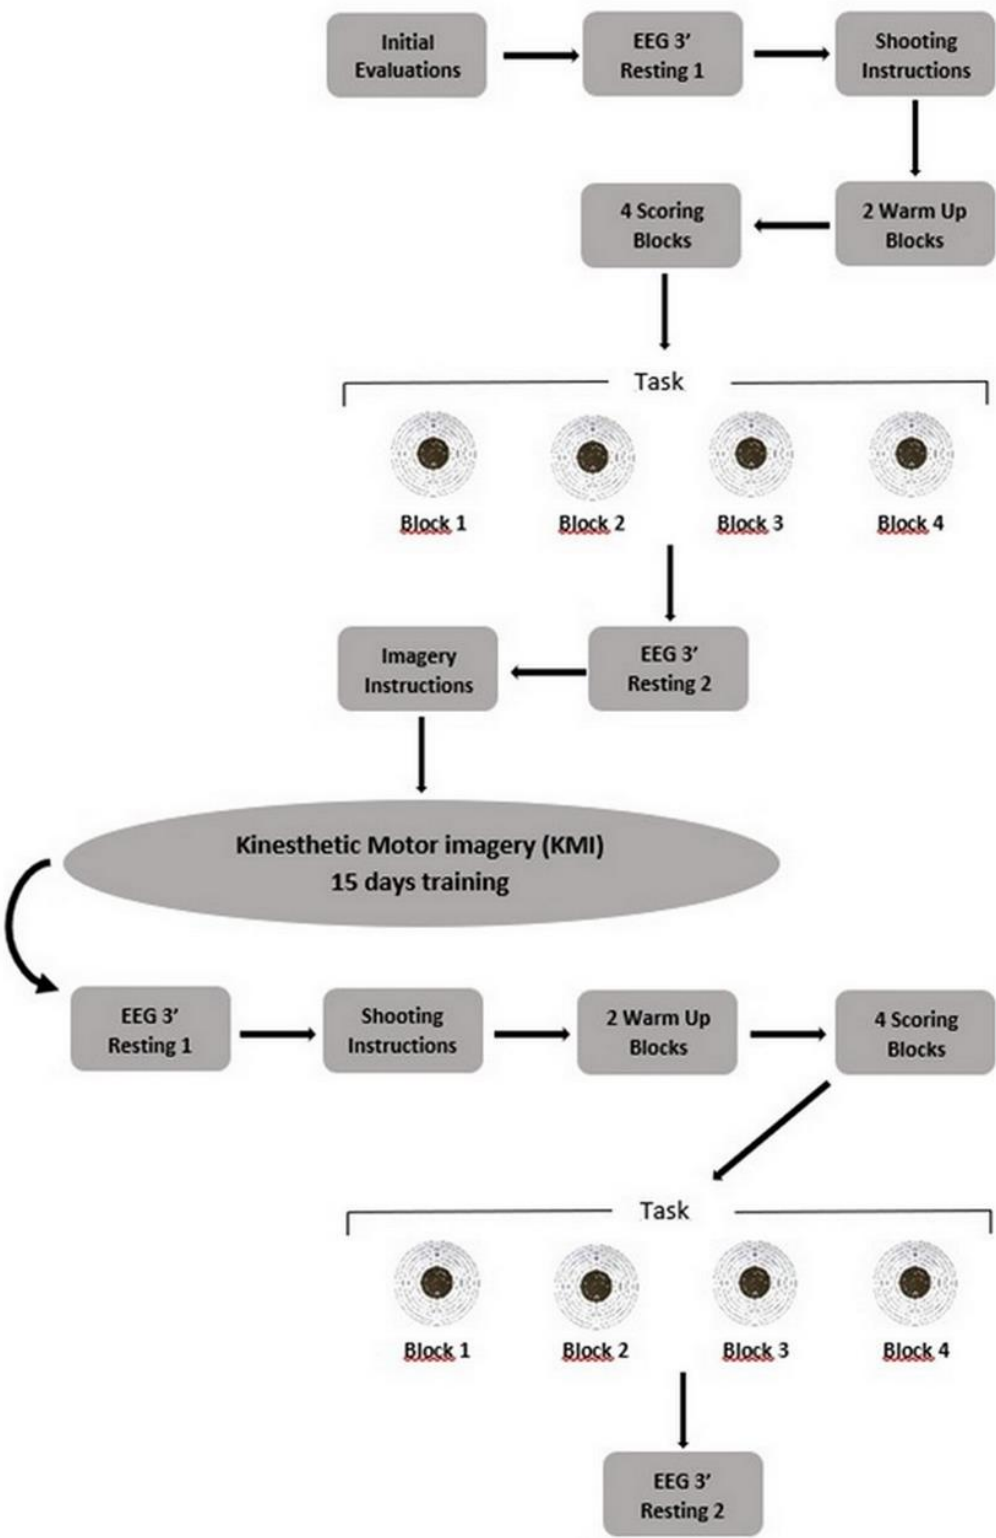 Initial
Evaluations
EEG 3’
Resting 1
Shooting
Instructions
2 Warm Up
Blocks
4 Scoring
Blocks
Task
Block 1
Block 2
Block 3
Block 4
EEG 3’
Resting 2
Imagery
Instructions
Kinesthetic Motor imagery (KMI)
15 days training
EEG 3’
Resting 1
Shooting
Instructions
2 Warm Up
Blocks
4 Scoring
Blocks
Task
Block 1
Block 2
Block 3
Block 4
EEG 3’
Resting 2